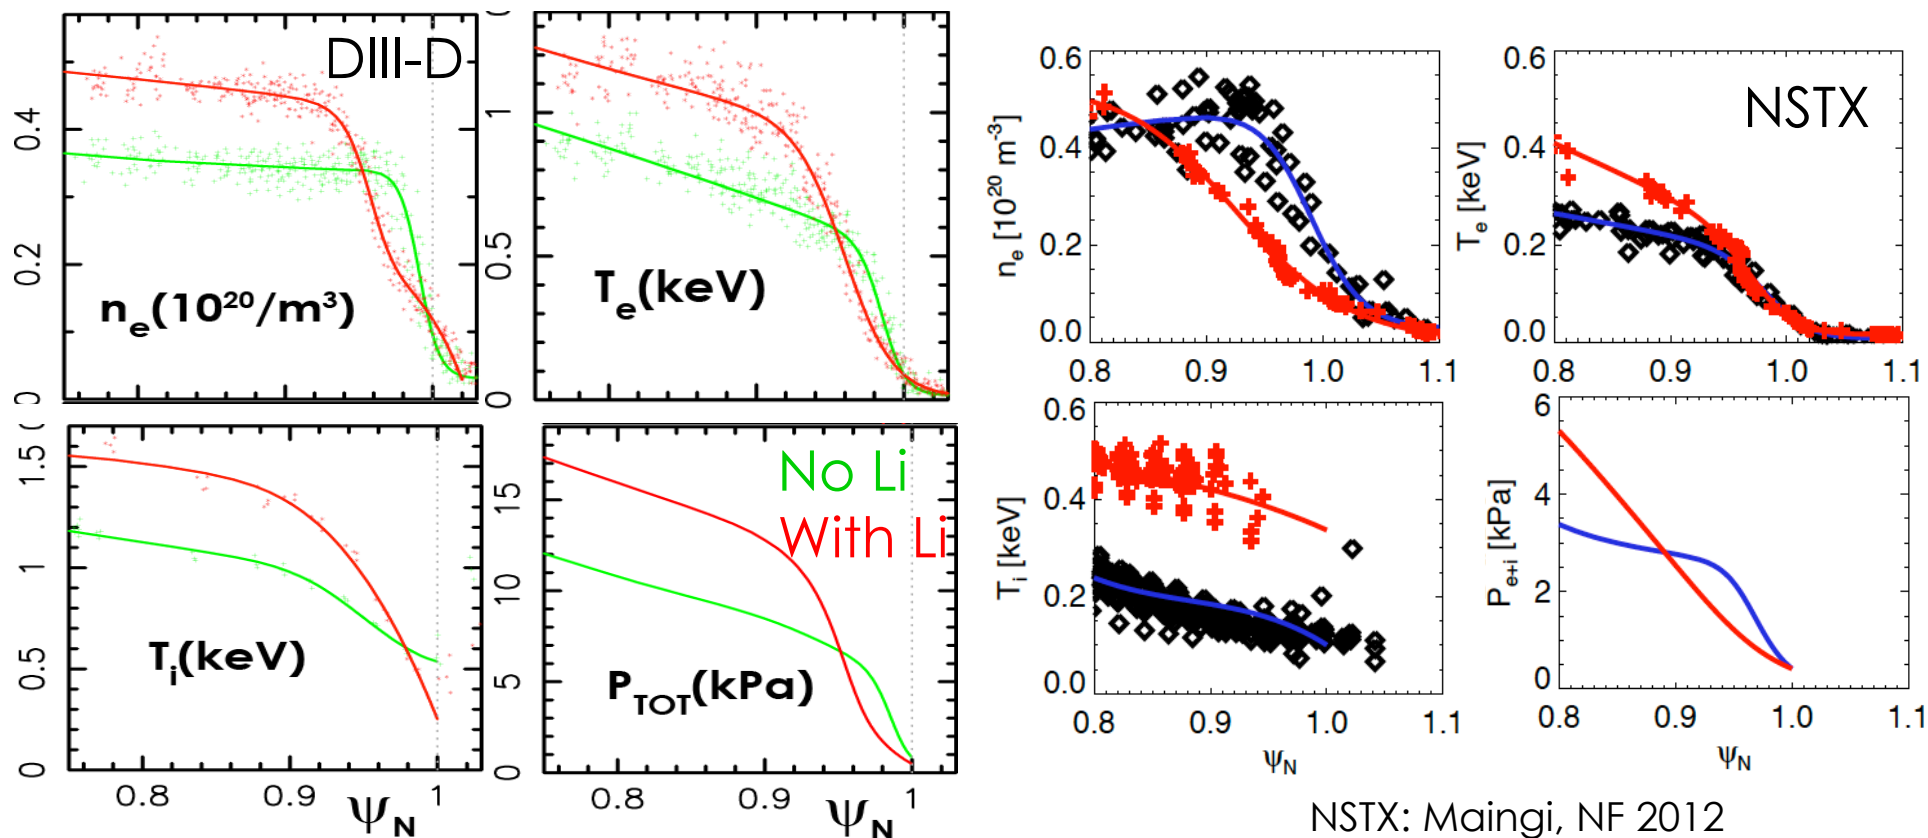 DIII-D
0.4
0.2
0
n_e(10^20/m^3)
1
0.5
0
T_e(keV)
1.5
1
0.5
0
T_i(keV)
0.8
0.9
1
ψ_N
No Li
With Li
15
10
5
0
P_TOT(kPa)
0.8
0.9
1
ψ_N
NSTX
0.6
0.4
0.2
0.0
n_e [10^20 m^-3]
0.8 0.9 1.0 1.1
0.6
0.4
0.2
0.0
T_e [keV]
0.8 0.9 1.0 1.1
0.6
0.4
0.2
0.0
T_i [keV]
0.8 0.9 1.0 1.1
ψ_N
6
4
2
0
P_e+i [kPa]
0.8 0.9 1.0 1.1
ψ_N
NSTX: Maingi, NF 2012